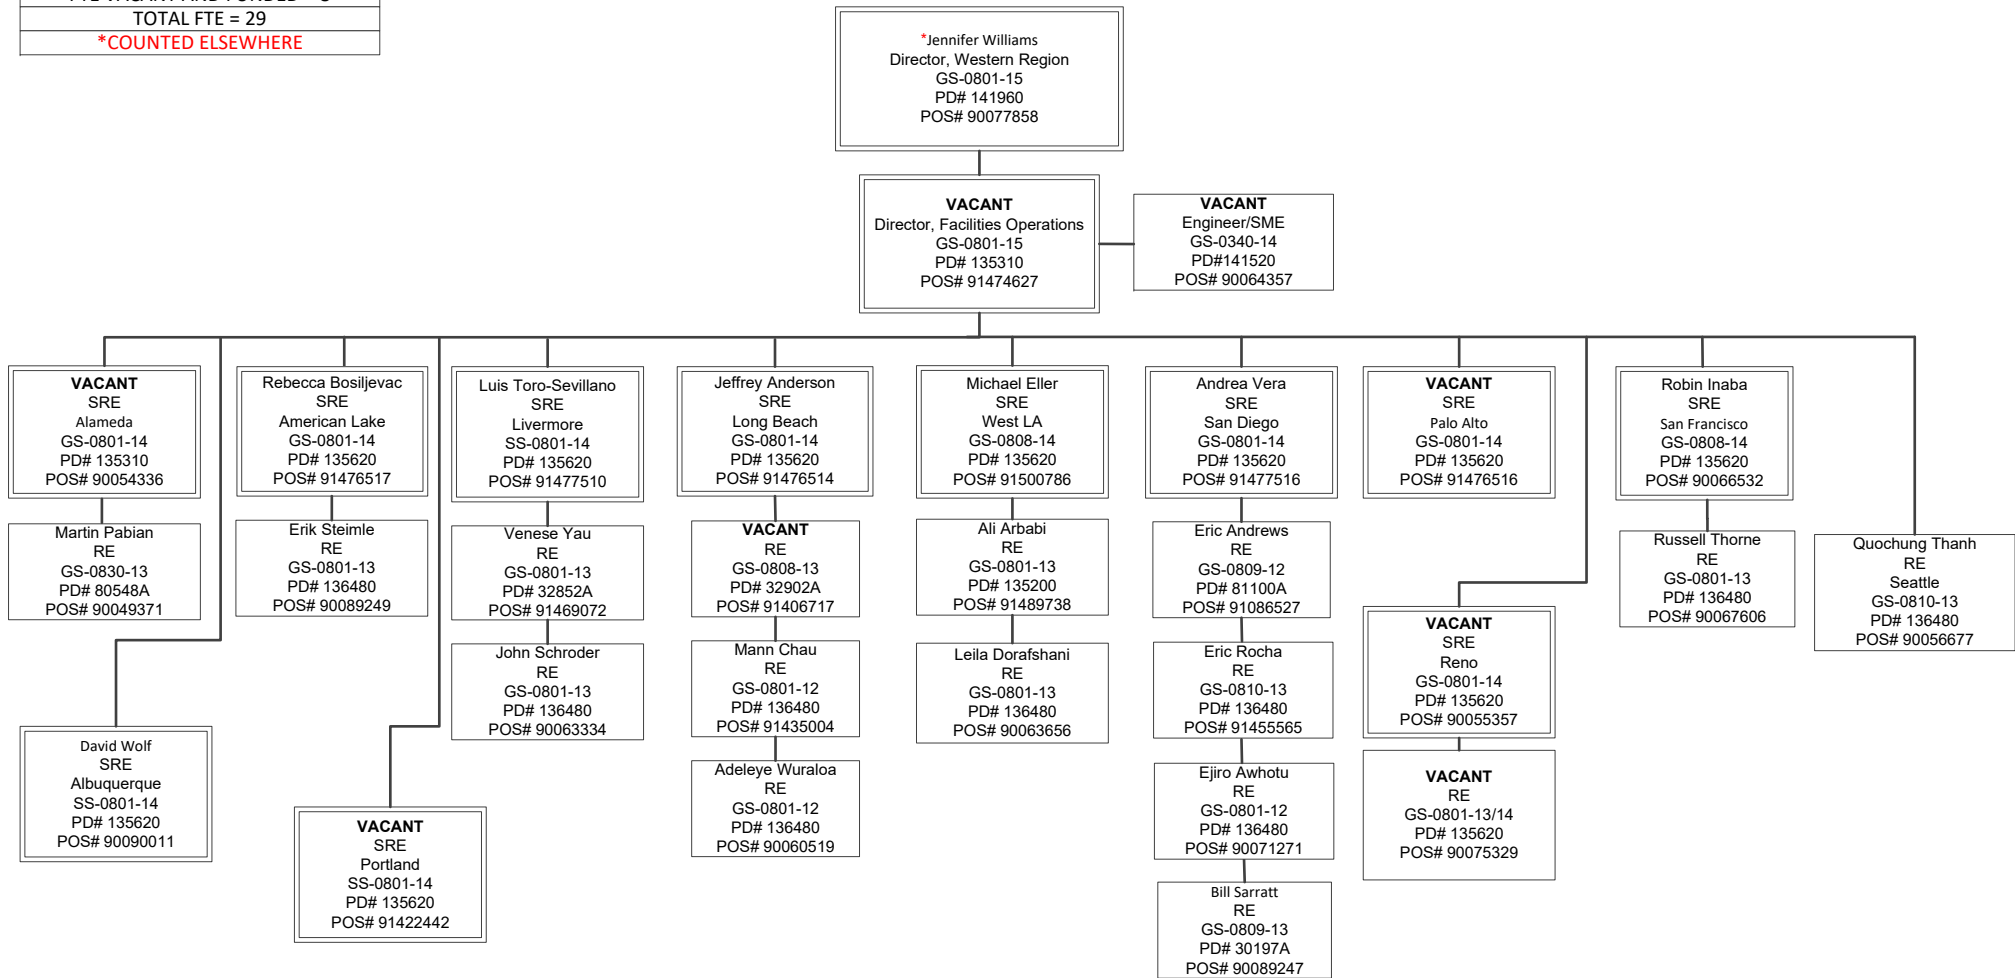 TOTAL FTE = 29
*COUNTED ELSEWHERE
*Jennifer Williams
Director, Western Region
GS-0801-15
PD# 141960
POS# 90077858
VACANT
Director, Facilities Operations
GS-0801-15
PD# 135310
POS# 91474627
VACANT
Engineer/SME
GS-0340-14
PD#141520
POS# 90064357
VACANT
SRE
Alameda
GS-0801-14
PD# 135310
POS# 90054336
Rebecca Bosiljevac
SRE
American Lake
GS-0801-14
PD# 135620
POS# 91476517
Luis Toro-Sevillano
SRE
Livermore
SS-0801-14
PD# 135620
POS# 91477510
Jeffrey Anderson
SRE
Long Beach
GS-0801-14
PD# 135620
POS# 91476514
Michael Eller
SRE
West LA
GS-0808-14
PD# 135620
POS# 91500786
Andrea Vera
SRE
San Diego
GS-0801-14
PD# 135620
POS# 91477516
VACANT
SRE
Palo Alto
GS-0801-14
PD# 135620
POS# 91476516
Robin Inaba
SRE
San Francisco
GS-0808-14
PD# 135620
POS# 90066532
Martin Pabian
RE
GS-0830-13
PD# 80548A
POS# 90049371
Erik Steimle
RE
GS-0801-13
PD# 136480
POS# 90089249
Venese Yau
RE
GS-0801-13
PD# 32852A
POS# 91469072
VACANT
RE
GS-0808-13
PD# 32902A
POS# 91406717
Ali Arbabi
RE
GS-0801-13
PD# 135200
POS# 91489738
Eric Andrews
RE
GS-0809-12
PD# 81100A
POS# 91086527
Russell Thorne
RE
GS-0801-13
PD# 136480
POS# 90067606
Quochung Thanh
RE
Seattle
GS-0810-13
PD# 136480
POS# 90056677
John Schroder
RE
GS-0801-13
PD# 136480
POS# 90063334
Mann Chau
RE
GS-0801-12
PD# 136480
POS# 91435004
Leila Dorafshani
RE
GS-0801-13
PD# 136480
POS# 90063656
Eric Rocha
RE
GS-0810-13
PD# 136480
POS# 91455565
VACANT
SRE
Reno
GS-0801-14
PD# 135620
POS# 90055357
David Wolf
SRE
Albuquerque
SS-0801-14
PD# 135620
POS# 90090011
VACANT
SRE
Portland
SS-0801-14
PD# 135620
POS# 91422442
Adeleye Wuraloa
RE
GS-0801-12
PD# 136480
POS# 90060519
Ejiro Awhotu
RE
GS-0801-12
PD# 136480
POS# 90071271
VACANT
RE
GS-0801-13/14
PD# 135620
POS# 90075329
Bill Sarratt
RE
GS-0809-13
PD# 30197A
POS# 90089247